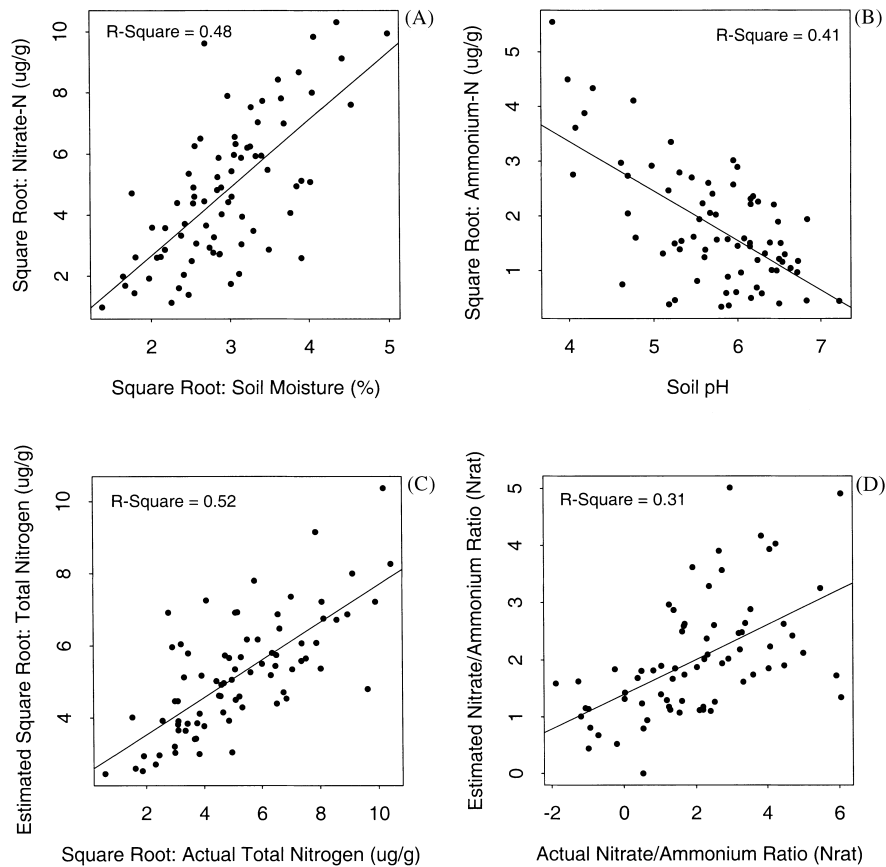 (A)
R-Square = 0.48
Square Root: Nitrate-N (ug/g)
10
8
6
4
2
2 3 4 5
Square Root: Soil Moisture (%)
(B)
R-Square = 0.41
Square Root: Ammonium-N (ug/g)
5
4
3
2
1
4 5 6 7
Soil pH
(C)
R-Square = 0.52
Estimated Square Root: Total Nitrogen (ug/g)
10
8
6
4
2 4 6 8 10
Square Root: Actual Total Nitrogen (ug/g)
(D)
R-Square = 0.31
Estimated Nitrate/Ammonium Ratio (Nrat)
5
4
3
2
1
0
-2 0 2 4 6
Actual Nitrate/Ammonium Ratio (Nrat)